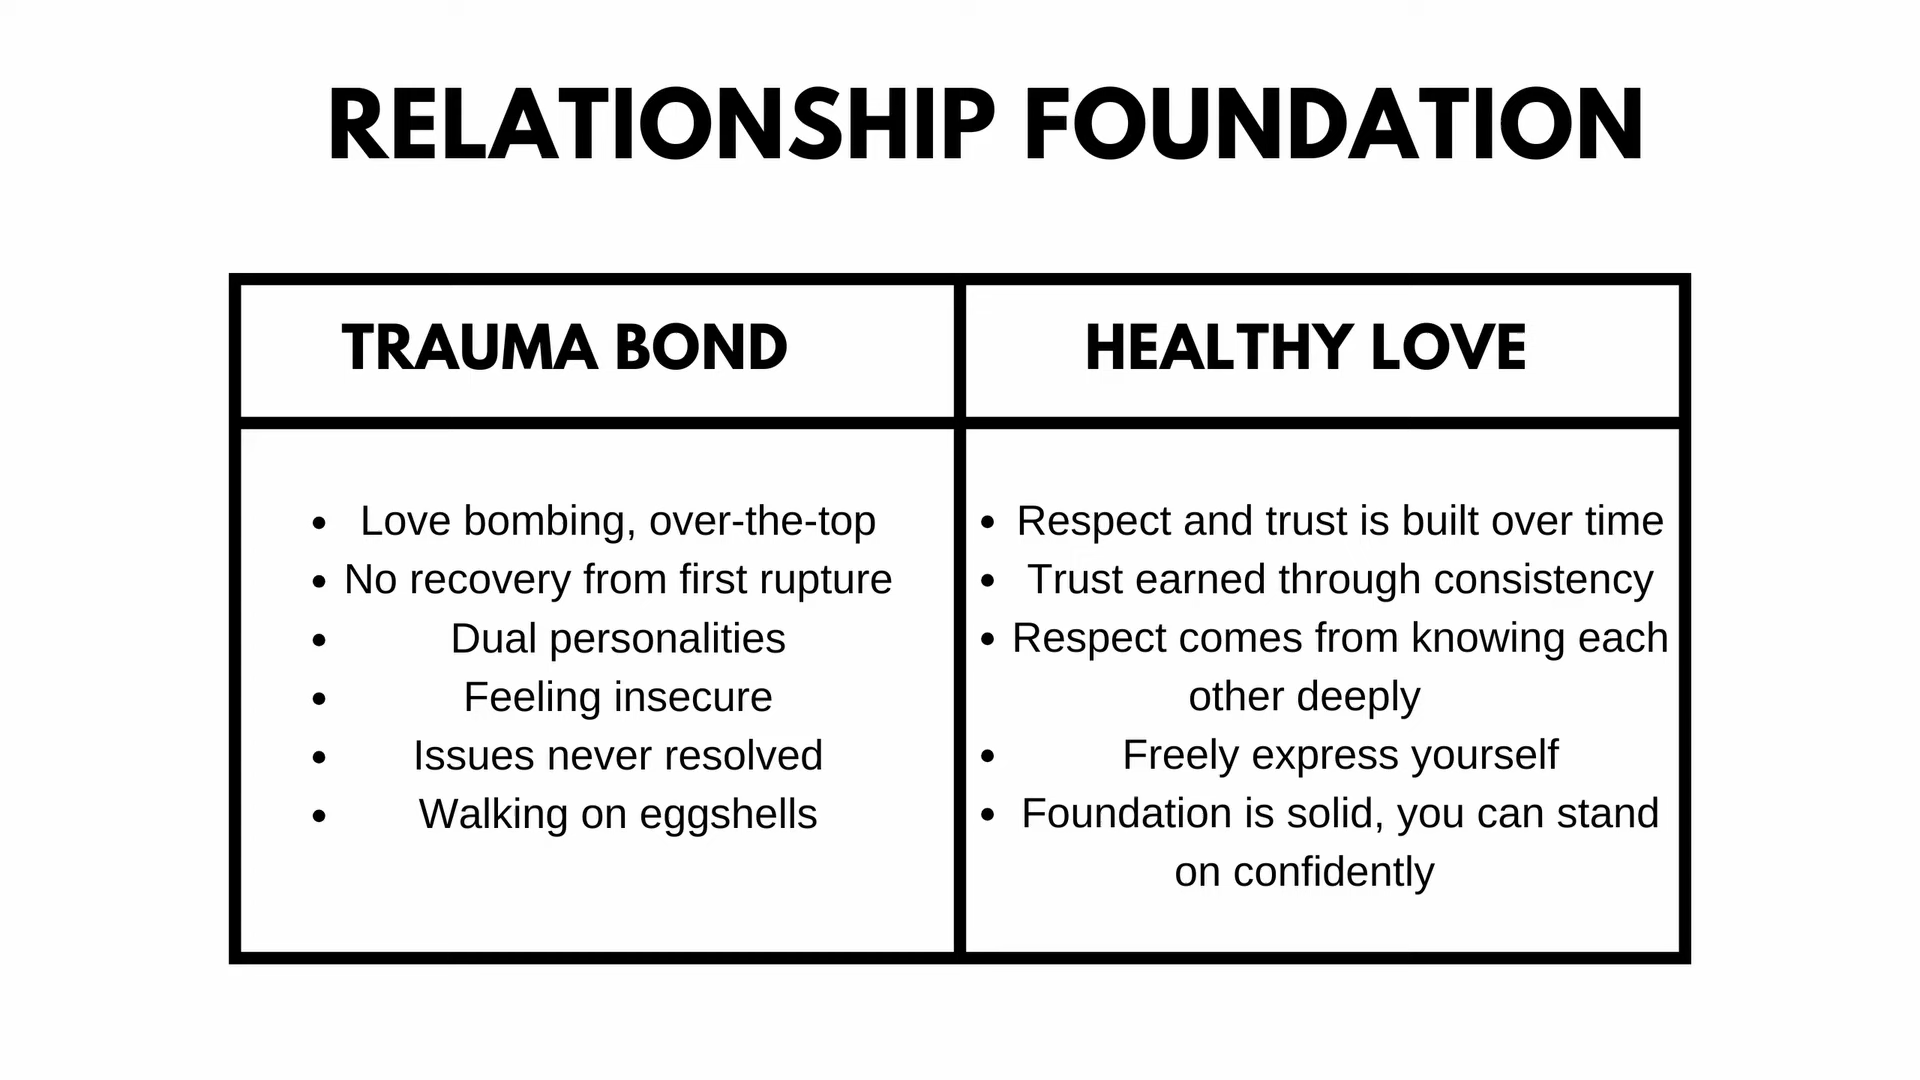 RELATIONSHIP FOUNDATION
TRAUMA BOND
• Love bombing, over-the-top
• No recovery from first rupture
• Dual personalities
• Feeling insecure
• Issues never resolved
• Walking on eggshells
HEALTHY LOVE
• Respect and trust is built over time
• Trust earned through consistency
• Respect comes from knowing each
other deeply
• Freely express yourself
• Foundation is solid, you can stand
on confidently